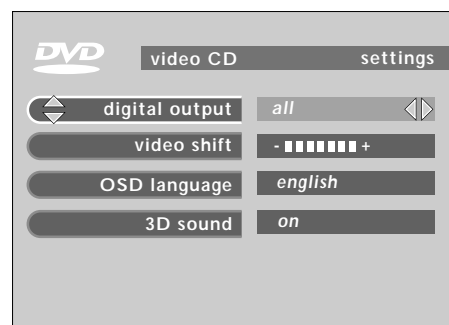 DVD
video CD settings
digital output all
video shift - +
OSD language english
3D sound on